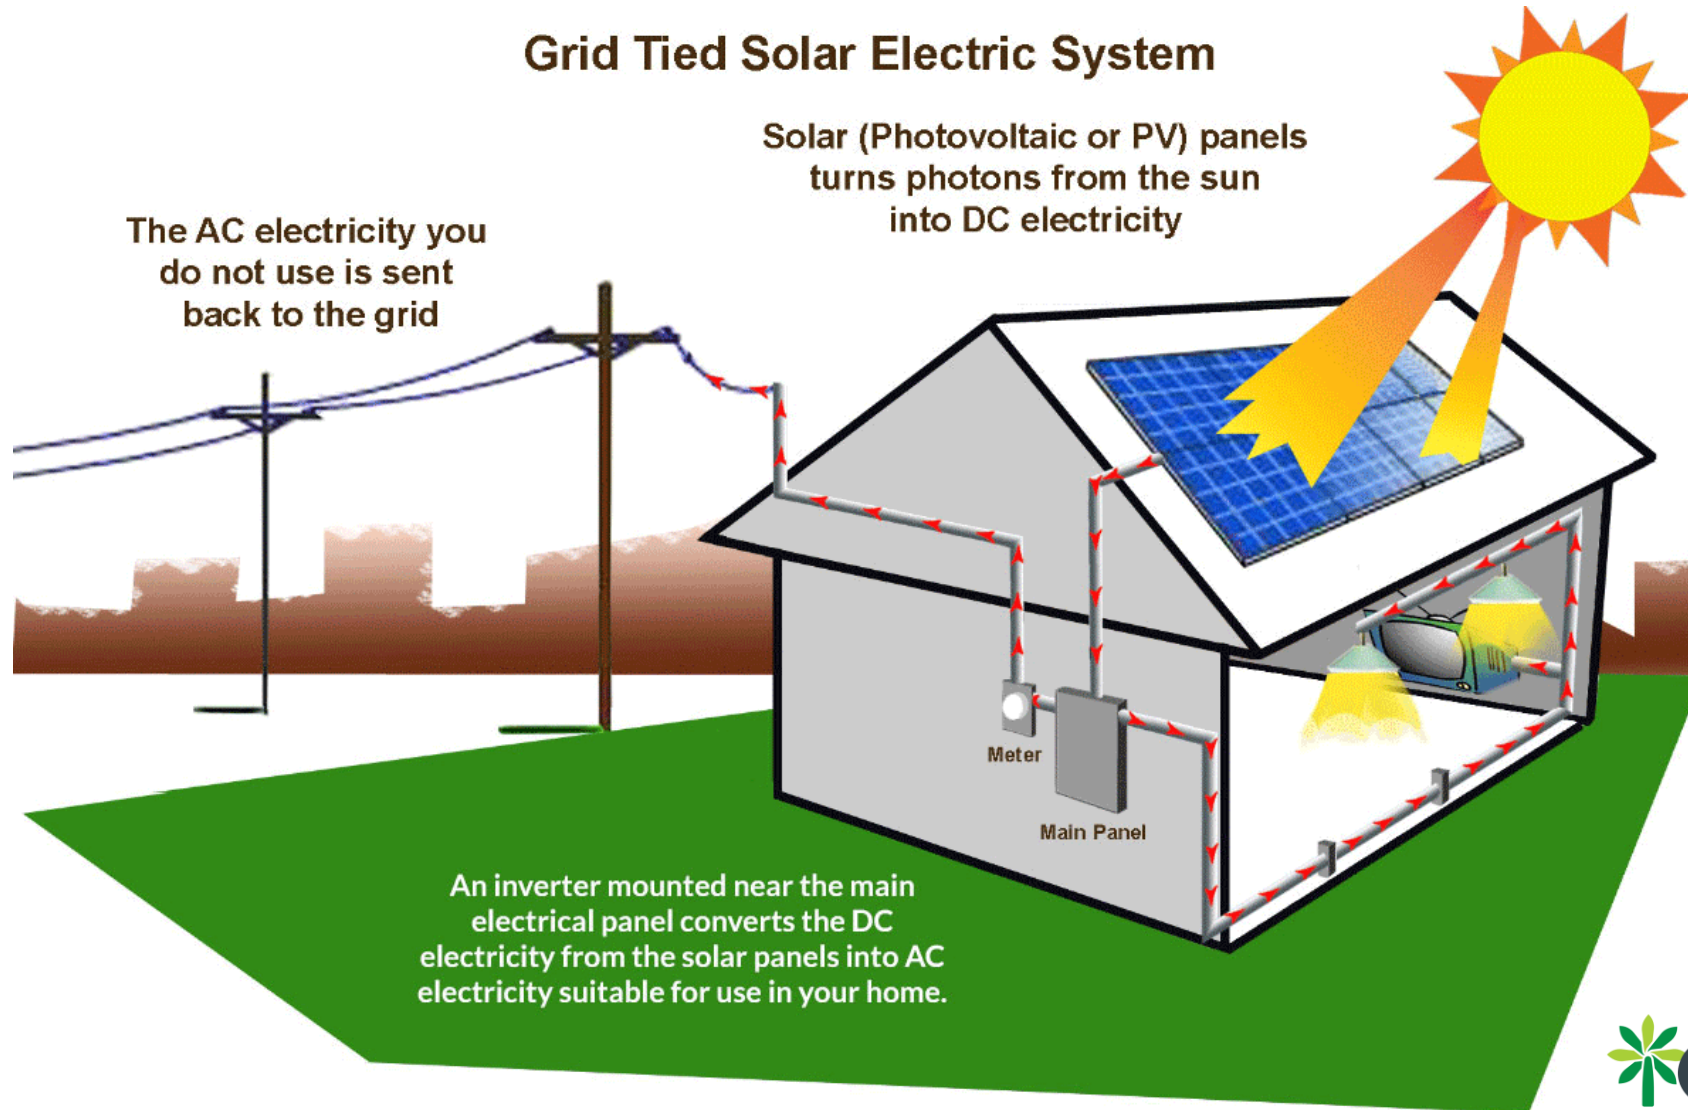 Grid Tied Solar Electric System
Solar (Photovoltaic or PV) panels
turns photons from the sun
into DC electricity
The AC electricity you
do not use is sent
back to the grid
Meter
Main Panel
An inverter mounted near the main
electrical panel converts the DC
electricity from the solar panels into AC
electricity suitable for use in your home.